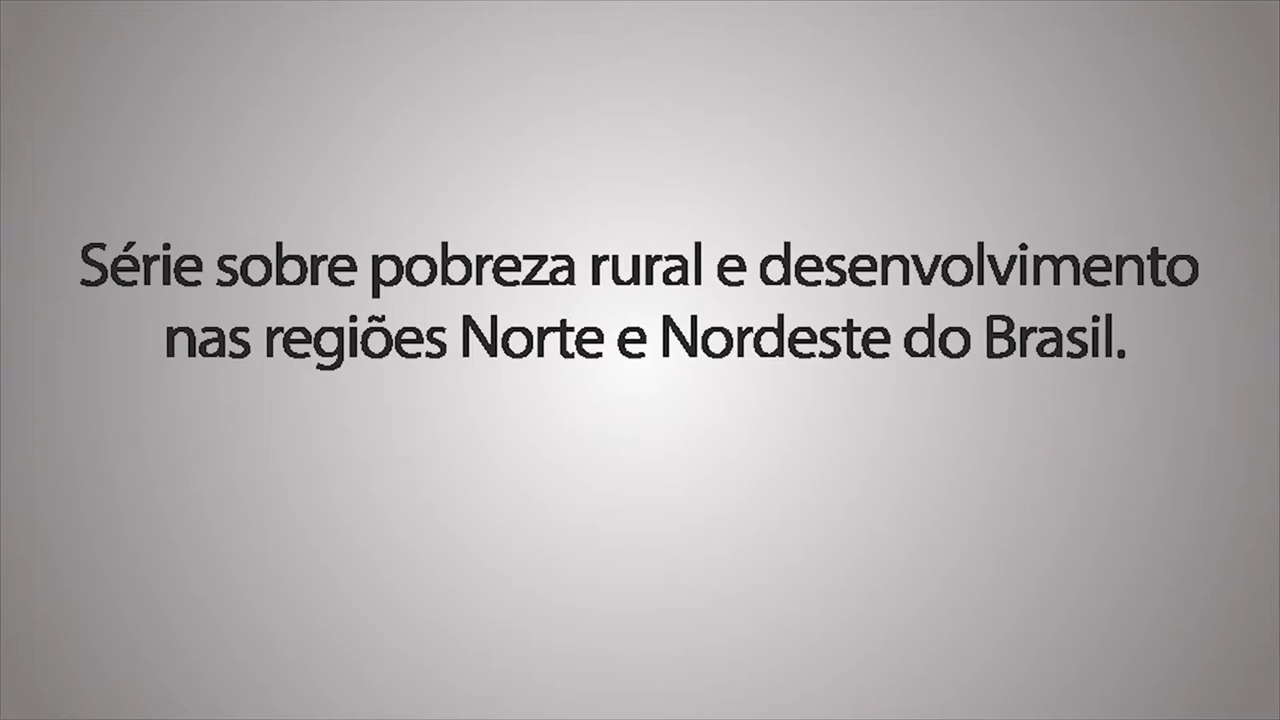 Série sobre pobreza rural e desenvolvimento
nas regiões Norte e Nordeste do Brasil.